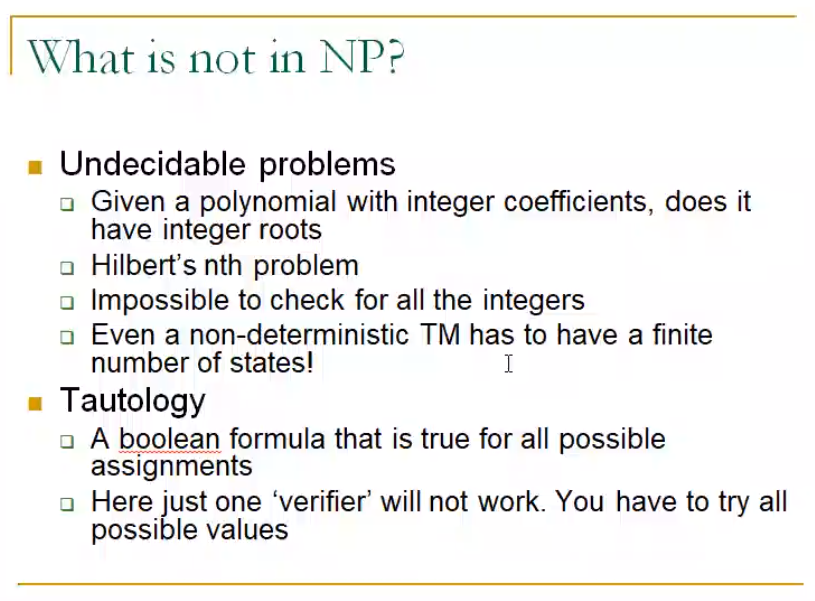 What is not in NP?
Undecidable problems
Given a polynomial with integer coefficients, does it
have integer roots
Hilbert's nth problem
Impossible to check for all the integers
Even a non-deterministic TM has to have a finite
number of states!
Tautology
A boolean formula that is true for all possible
assignments
Here just one ‘verifier’ will not work. You have to try all
possible values